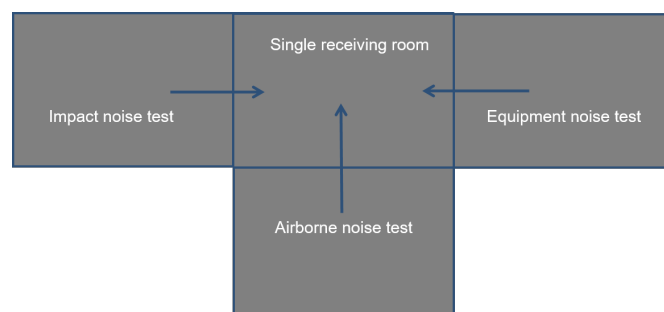 Single receiving room
Impact noise test
Equipment noise test
Airborne noise test